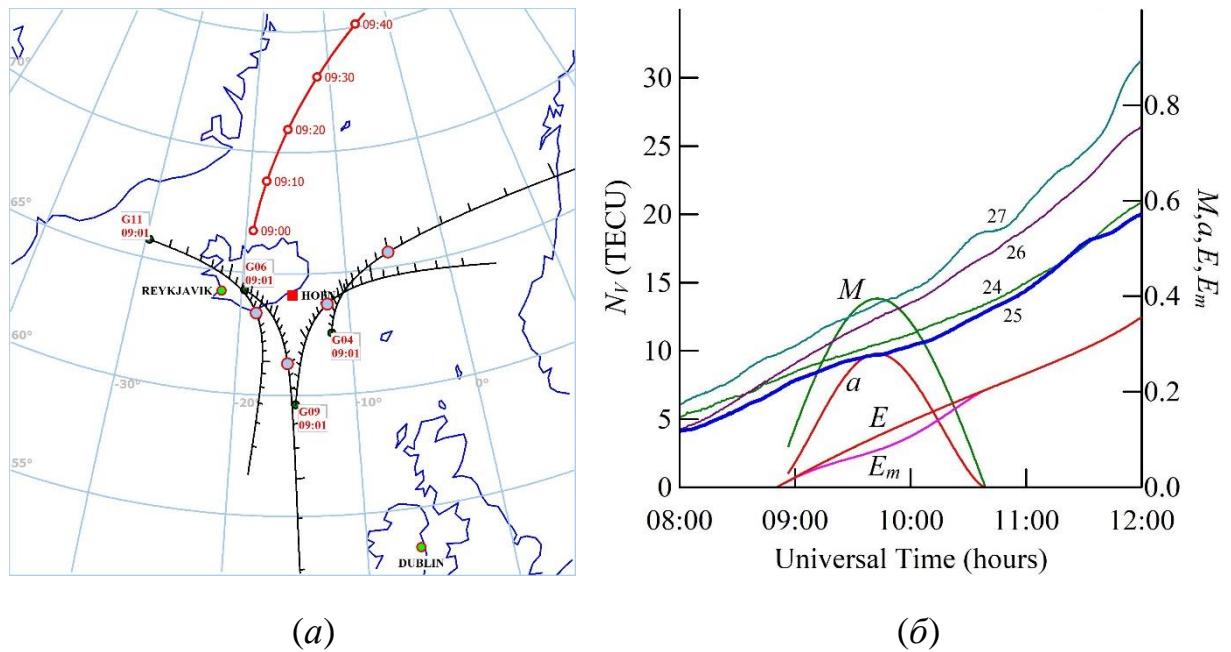 09:40
70°
09:30
09:20
09:10
65°
G11
09:01
09:00
G06
09:01
REYKJAVIK
HOFN
60°
G04
09:01
-30°
-20°
-10°
0°
G09
09:01
55°
DUBLIN
(а)
30
25
20
15
10
5
0
N_V (TECU)
27
26
24
25
M
a
E
E_m
0.8
0.6
0.4
0.2
0.0
M,a,E,E_m
08:00 09:00 10:00 11:00 12:00
Universal Time (hours)
(б)